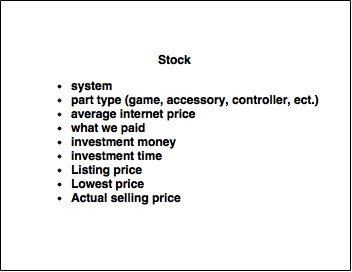 Stock
• system
• part type (game, accessory, controller, ect.)
• average internet price
• what we paid
• investment money
• investment time
• Listing price
• Lowest price
• Actual selling price